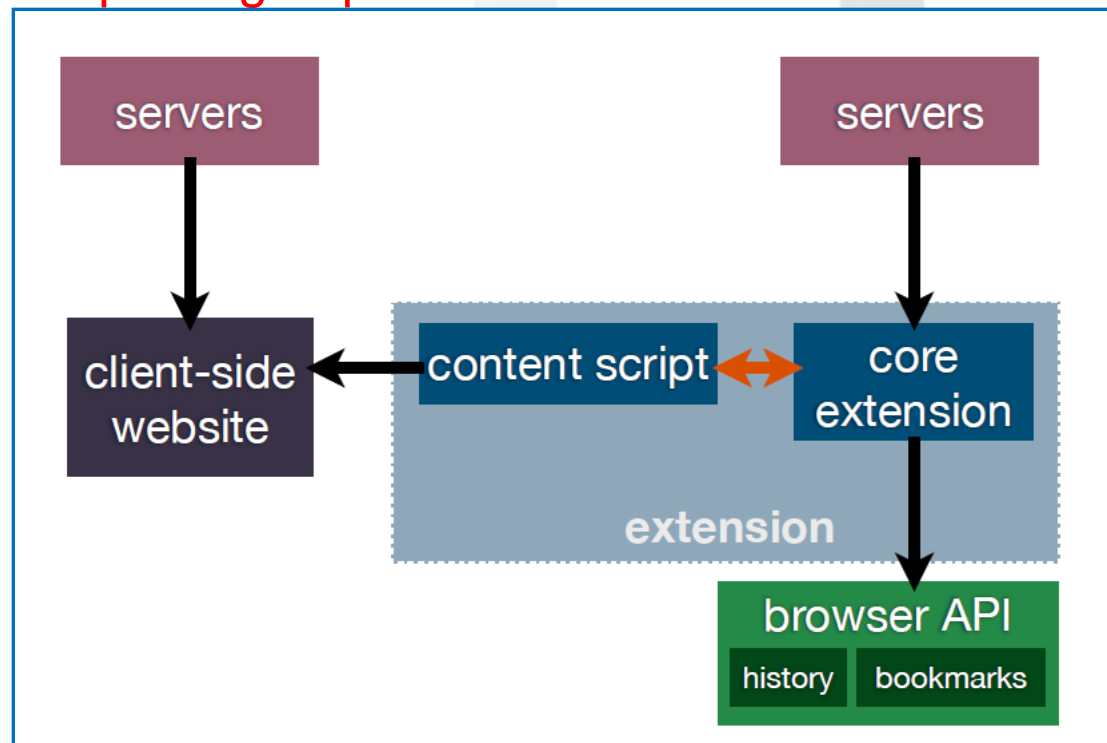 servers
servers
client-side
website
content script
core
extension
extension
browser API
history
bookmarks